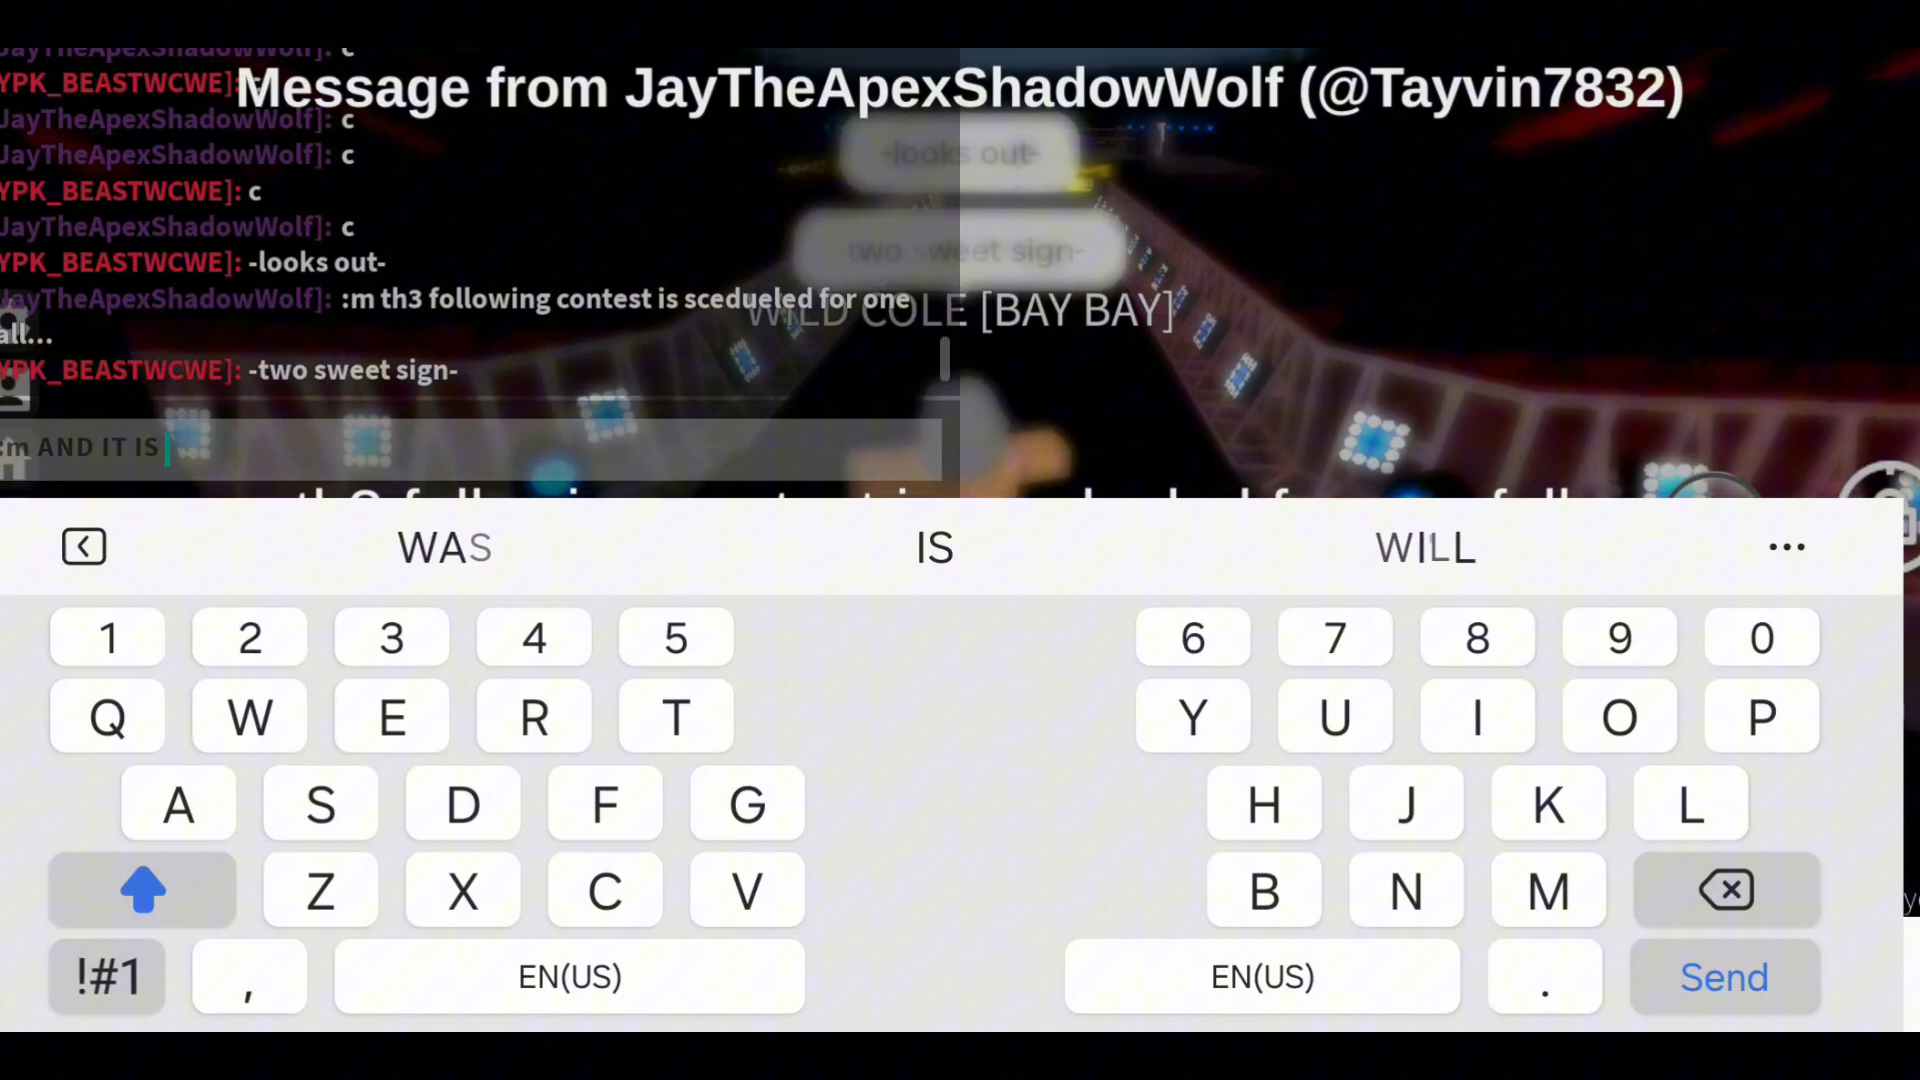 JayTheApexShadowWolf]: c
YPK_BEASTWCWE]: c
Message from JayTheApexShadowWolf (@Tayvin7832)
JayTheApexShadowWolf]: c
JayTheApexShadowWolf]: c
-looks out-
YPK_BEASTWCWE]: c
JayTheApexShadowWolf]: c
-two sweet sign-
YPK_BEASTWCWE]: -looks out-
JayTheApexShadowWolf]: :m th3 following contest is scedueled for one
WILD COLE [BAY BAY]
all...
YPK_BEASTWCWE]: -two sweet sign-
:m AND IT IS
WAS IS WILL ...
1 2 3 4 5 6 7 8 9 0
Q W E R T Y U I O P
A S D F G H J K L
Z X C V B N M
!#1 , EN(US) EN(US) . Send